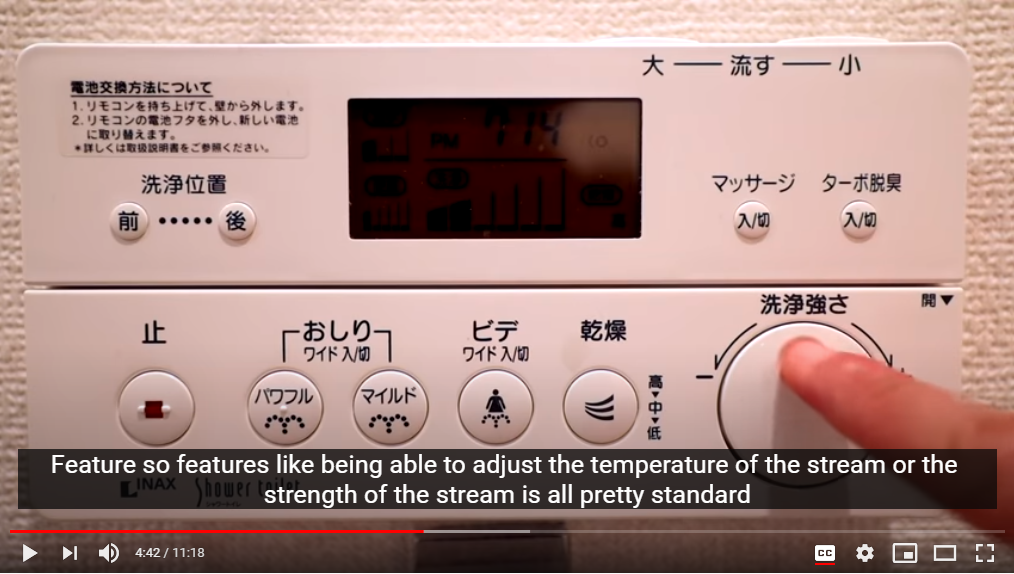 大 — 流す — 小
電池交換方法について
1. リモコンを持ち上げて、壁から外します。
2. リモコンの電池フタを外し、新しい電池
に取り替えます。
*詳しくは取扱説明書をご参照ください。
PM 7:14
洗浄位置
前 ••••• 後
マッサージ
入/切
ターボ脱臭
入/切
止
おしり
ワイド 入/切
パワフル
マイルド
ビデ
ワイド 入/切
乾燥
高
中
低
洗浄強さ
開▼
−
+
Feature so features like being able to adjust the temperature of the stream or the
strength of the stream is all pretty standard
INAX Shower toilet
4:42 / 11:18
CC